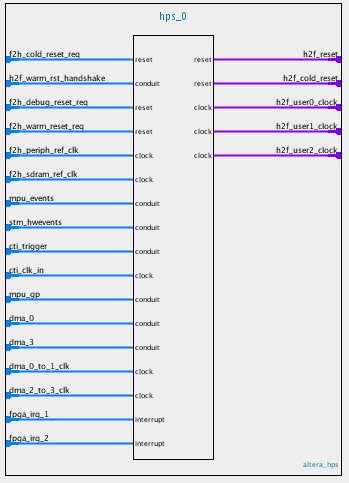 hps_0
f2h_cold_reset_req reset reset h2f_reset
h2f_warm_rst_handshake conduit reset h2f_cold_reset
f2h_debug_reset_req reset clock h2f_user0_clock
f2h_warm_reset_req reset clock h2f_user1_clock
f2h_periph_ref_clk clock clock h2f_user2_clock
f2h_sdram_ref_clk clock
mpu_events conduit
stm_hwevents conduit
cti_trigger conduit
cti_clk_in clock
mpu_gp conduit
dma_0 conduit
dma_3 conduit
dma_0_to_1_clk clock
dma_2_to_3_clk clock
fpga_irq_1 interrupt
fpga_irq_2 interrupt
altera_hps